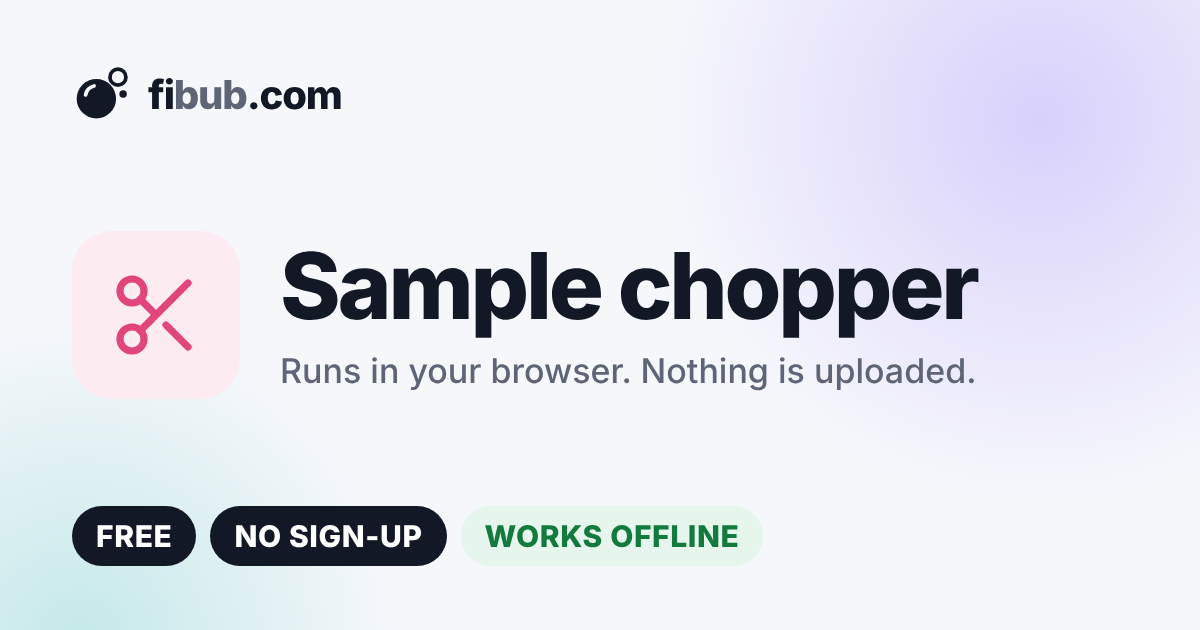 fibub.com
Sample chopper
Runs in your browser. Nothing is uploaded.
FREE NO SIGN-UP WORKS OFFLINE